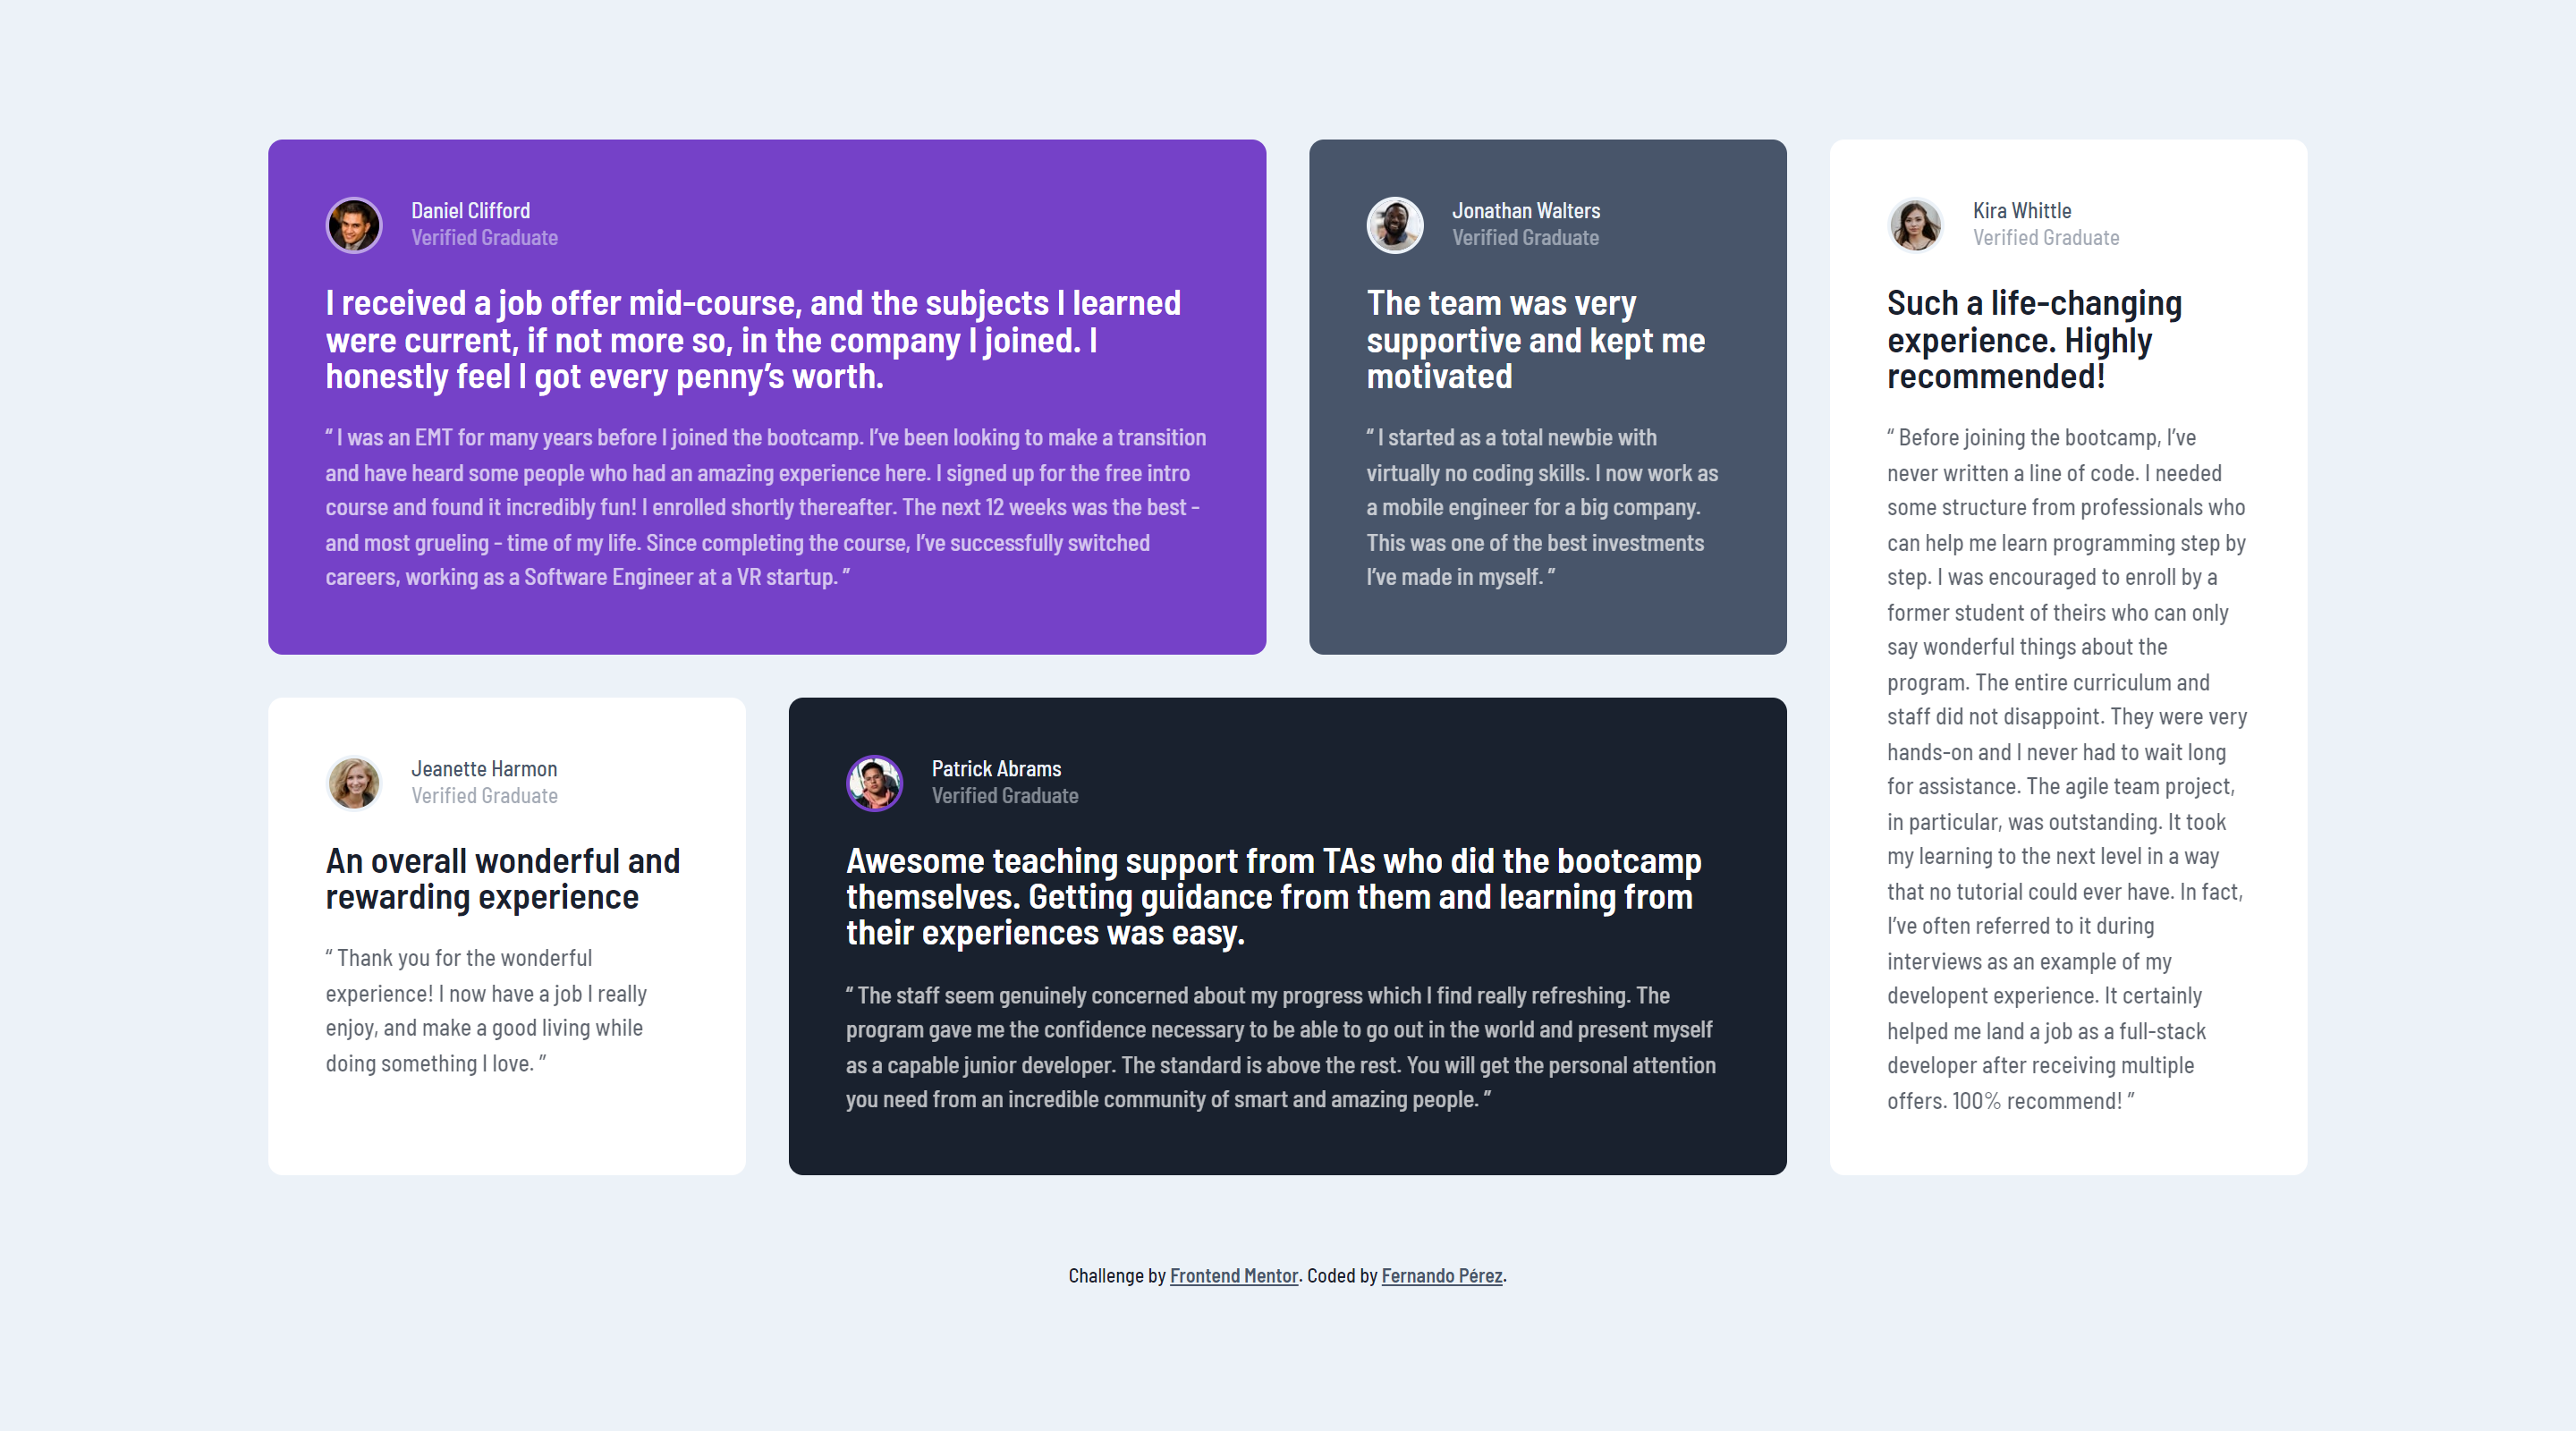 Daniel Clifford
Verified Graduate
I received a job offer mid-course, and the subjects I learned
were current, if not more so, in the company I joined. I
honestly feel I got every penny’s worth.
“ I was an EMT for many years before I joined the bootcamp. I’ve been looking to make a transition
and have heard some people who had an amazing experience here. I signed up for the free intro
course and found it incredibly fun! I enrolled shortly thereafter. The next 12 weeks was the best -
and most grueling - time of my life. Since completing the course, I’ve successfully switched
careers, working as a Software Engineer at a VR startup. ”
Jonathan Walters
Verified Graduate
The team was very
supportive and kept me
motivated
“ I started as a total newbie with
virtually no coding skills. I now work as
a mobile engineer for a big company.
This was one of the best investments
I’ve made in myself. ”
Kira Whittle
Verified Graduate
Such a life-changing
experience. Highly
recommended!
“ Before joining the bootcamp, I’ve
never written a line of code. I needed
some structure from professionals who
can help me learn programming step by
step. I was encouraged to enroll by a
former student of theirs who can only
say wonderful things about the
program. The entire curriculum and
staff did not disappoint. They were very
hands-on and I never had to wait long
for assistance. The agile team project,
in particular, was outstanding. It took
my learning to the next level in a way
that no tutorial could ever have. In fact,
I’ve often referred to it during
interviews as an example of my
developent experience. It certainly
helped me land a job as a full-stack
developer after receiving multiple
offers. 100% recommend! ”
Jeanette Harmon
Verified Graduate
An overall wonderful and
rewarding experience
“ Thank you for the wonderful
experience! I now have a job I really
enjoy, and make a good living while
doing something I love. ”
Patrick Abrams
Verified Graduate
Awesome teaching support from TAs who did the bootcamp
themselves. Getting guidance from them and learning from
their experiences was easy.
“ The staff seem genuinely concerned about my progress which I find really refreshing. The
program gave me the confidence necessary to be able to go out in the world and present myself
as a capable junior developer. The standard is above the rest. You will get the personal attention
you need from an incredible community of smart and amazing people. ”
Challenge by Frontend Mentor. Coded by Fernando Pérez.